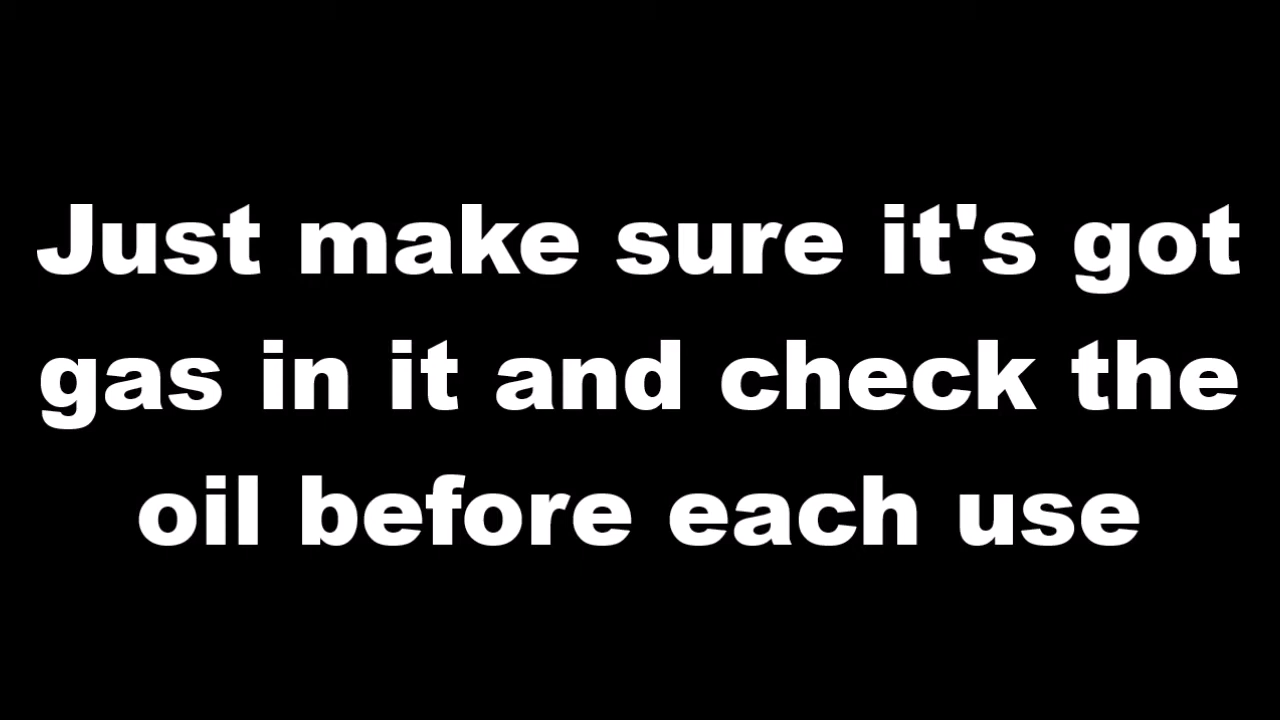 Just make sure it's got
gas in it and check the
oil before each use